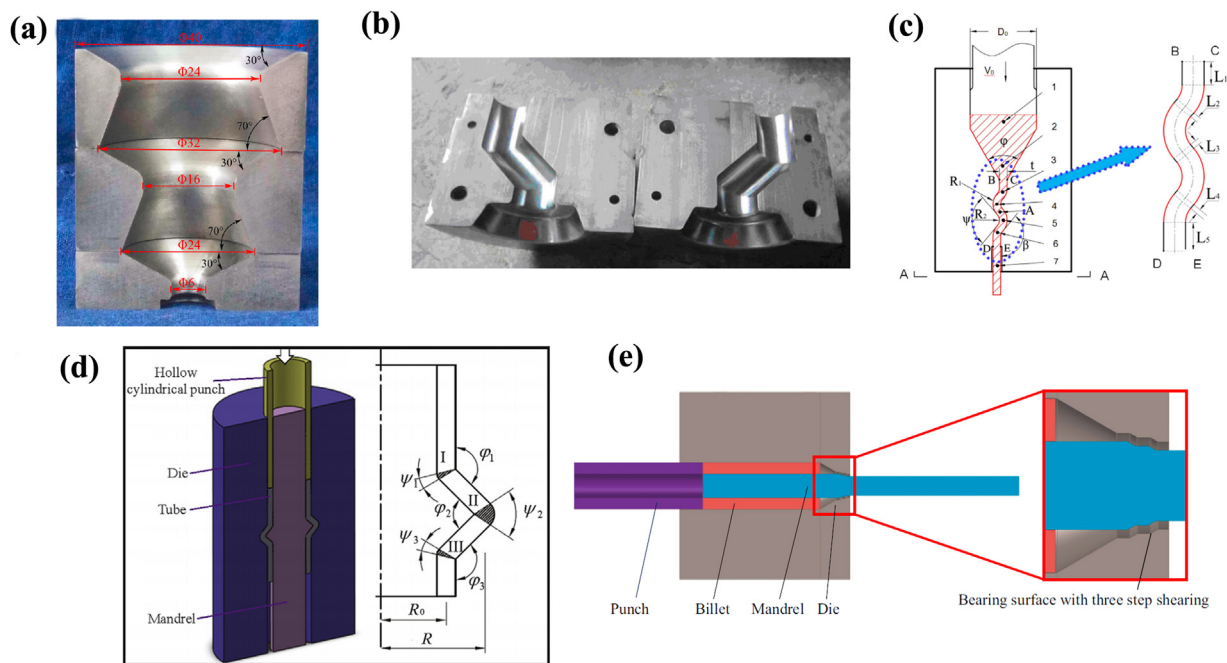 (a)
Φ40
30°
Φ24
70°
Φ32
30°
Φ16
70°
Φ24
30°
Φ6
(b)
(c)
D₀
V₀
1
2
φ
3
t
B
C
R₁
4
A
R₂
5
ψ
6
D
E
β
7
A
A
B
C
L₁
L₂
L₃
L₄
L₅
D
E
(d)
Hollow
cylindrical punch
Die
Tube
Mandrel
I
φ₁
ψ₁
II
φ₂
ψ₂
ψ₃
III
φ₃
R₀
R
(e)
Punch
Billet
Mandrel
Die
Bearing surface with three step shearing